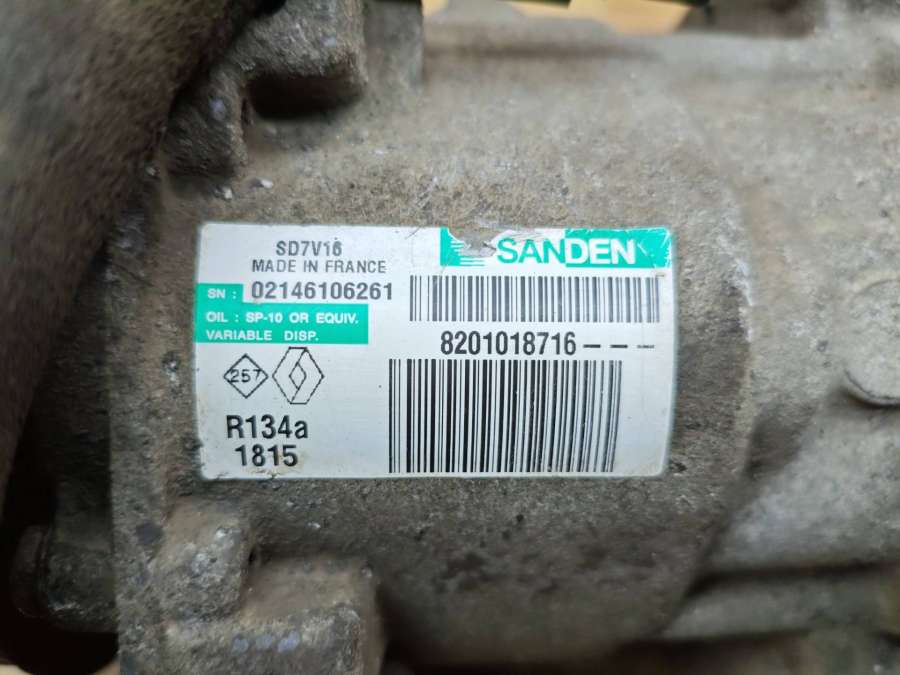 SD7V16
MADE IN FRANCE
SANDEN
SN : 02146106261
OIL : SP-10 OR EQUIV.
VARIABLE DISP.
8201018716
257
R134a
1815